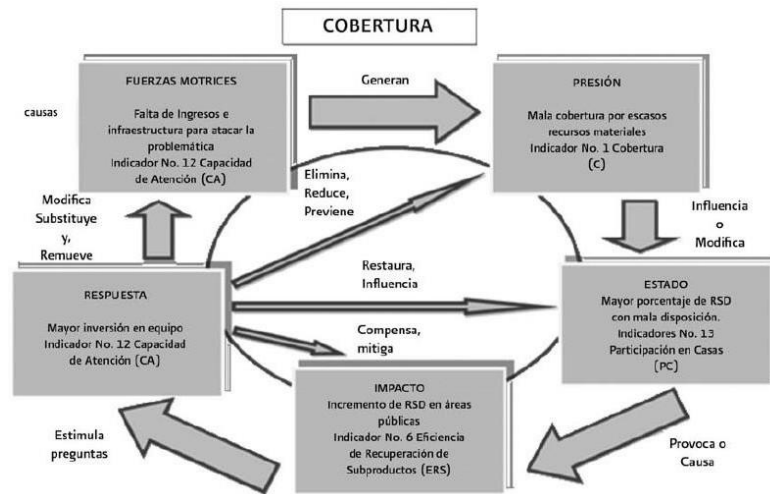 COBERTURA
FUERZAS MOTRICES
Falta de Ingresos e
infraestructura para atacar la
problemática
Indicador No. 12 Capacidad
de Atención (CA)
causas
Generan
PRESIÓN
Mala cobertura por escasos
recursos materiales
Indicador No. 1 Cobertura
(C)
Elimina,
Reduce,
Previene
Modifica
Substituye
y,
Remueve
Influencia
o
Modifica
Restaura,
Influencia
RESPUESTA
Mayor inversión en equipo
Indicador No. 12 Capacidad
de Atención (CA)
ESTADO
Mayor porcentaje de RSD
con mala disposición.
Indicadores No. 13
Participación en Casas
(PC)
Compensa,
mitiga
IMPACTO
Incremento de RSD en áreas
públicas
Indicador No. 6 Eficiencia
de Recuperación de
Subproductos (ERS)
Estimula
preguntas
Provoca o
Causa